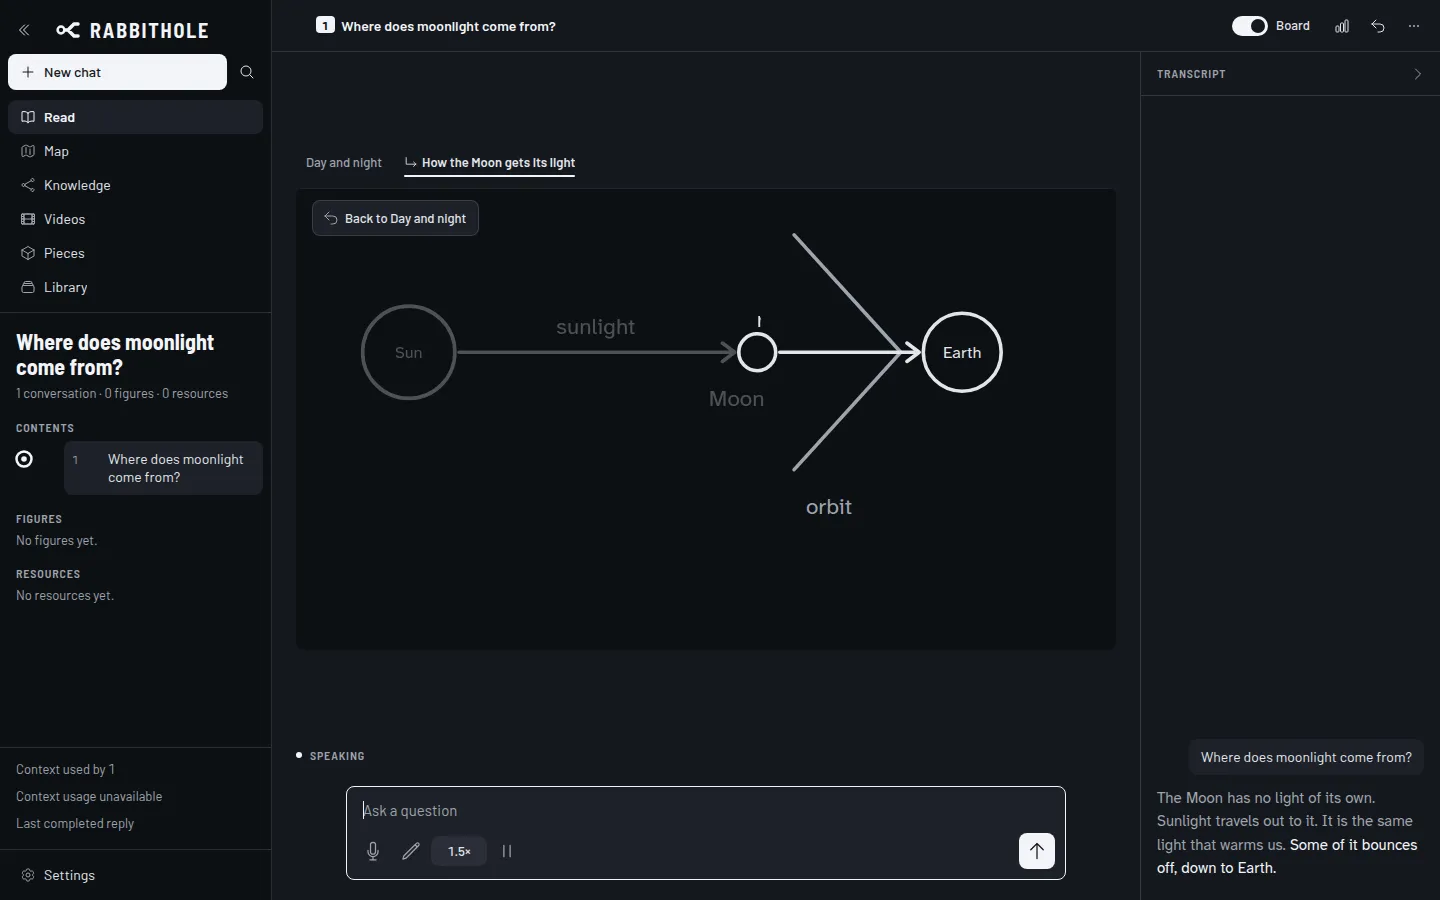 RABBITHOLE
New chat
Read
Map
Knowledge
Videos
Pieces
Library
Where does moonlight
come from?
1 conversation · 0 figures · 0 resources
CONTENTS
1 Where does moonlight
come from?
FIGURES
No figures yet.
RESOURCES
No resources yet.
Context used by 1
Context usage unavailable
Last completed reply
Settings
1 Where does moonlight come from?
Board
Day and night
How the Moon gets its light
Back to Day and night
sunlight
Sun
Earth
Moon
orbit
SPEAKING
Ask a question
1.5×
TRANSCRIPT
Where does moonlight come from?
The Moon has no light of its own.
Sunlight travels out to it. It is the same
light that warms us. Some of it bounces
off, down to Earth.